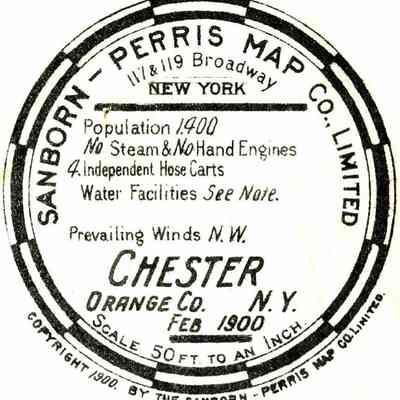 SANBORN - PERRIS MAP CO., LIMITED
117 & 119 Broadway
NEW YORK
Population 1,400
No Steam & No Hand Engines
4. Independent Hose Carts
Water Facilities See Note.
Prevailing Winds N. W.
CHESTER
ORANGE CO. N. Y.
FEB 1900
SCALE 50 FT. TO AN INCH.
COPYRIGHT 1900. BY THE SANBORN - PERRIS MAP CO. LIMITED.